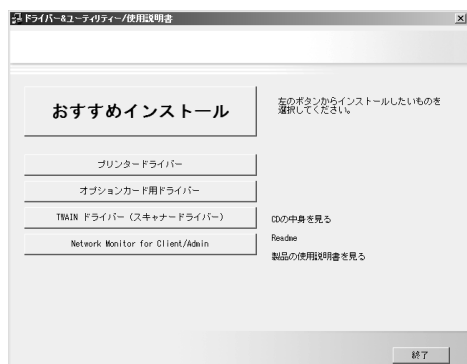 ドライバー&ユーティリティー/使用説明書
おすすめインストール
左のボタンからインストールしたいものを
選択してください。
プリンタードライバー
オプションカード用ドライバー
TWAIN ドライバー（スキャナードライバー）
Network Monitor for Client/Admin
CDの中身を見る
Readme
製品の使用説明書を見る
終了